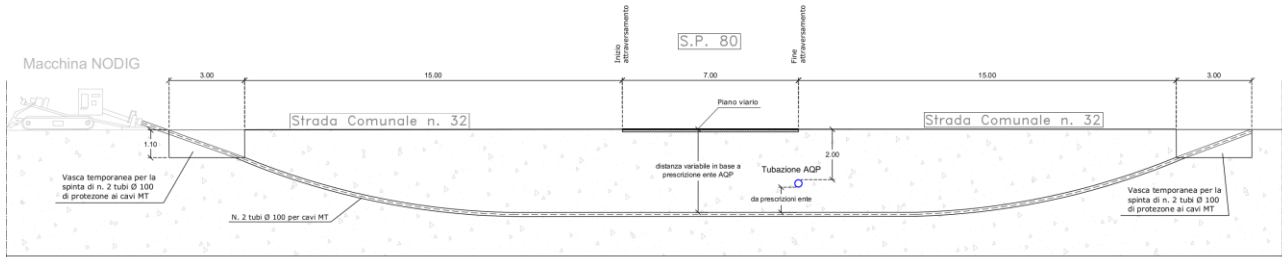 S.P. 80
Inizio
attraversamento
Fine
attraversamento
Macchina NODIG
3.00
15.00
7.00
15.00
3.00
Piano viario
Strada Comunale n. 32
Strada Comunale n. 32
1.10
2.00
distanza variabile in base a
prescrizione ente AQP
Tubazione AQP
da prescrizioni ente
Vasca temporanea per la
spinta di n. 2 tubi Ø 100
di protezone ai cavi MT
N. 2 tubi Ø 100 per cavi MT
Vasca temporanea per la
spinta di n. 2 tubi Ø 100
di protezone ai cavi MT